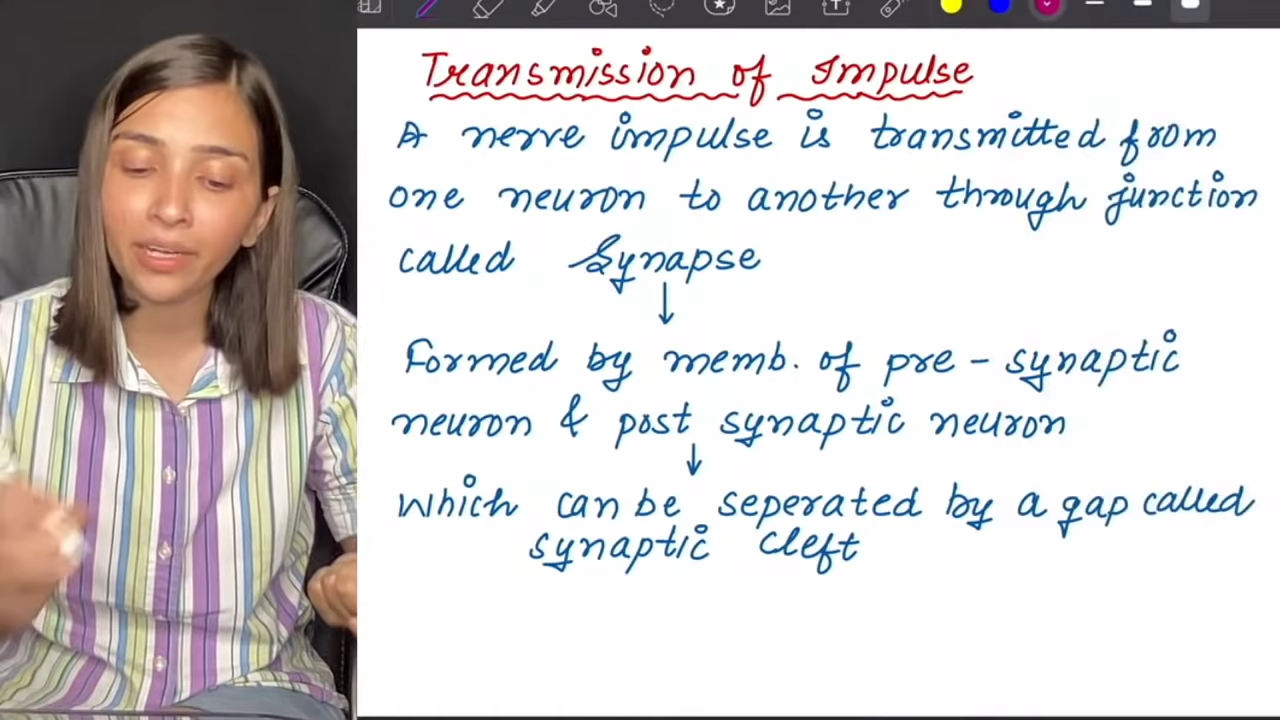 Transmission of Impulse
A nerve impulse is transmitted from
one neuron to another through junction
called Synapse
↓
Formed by memb. of pre - synaptic
neuron & post synaptic neuron
↓
Which can be seperated by a gap called
synaptic cleft